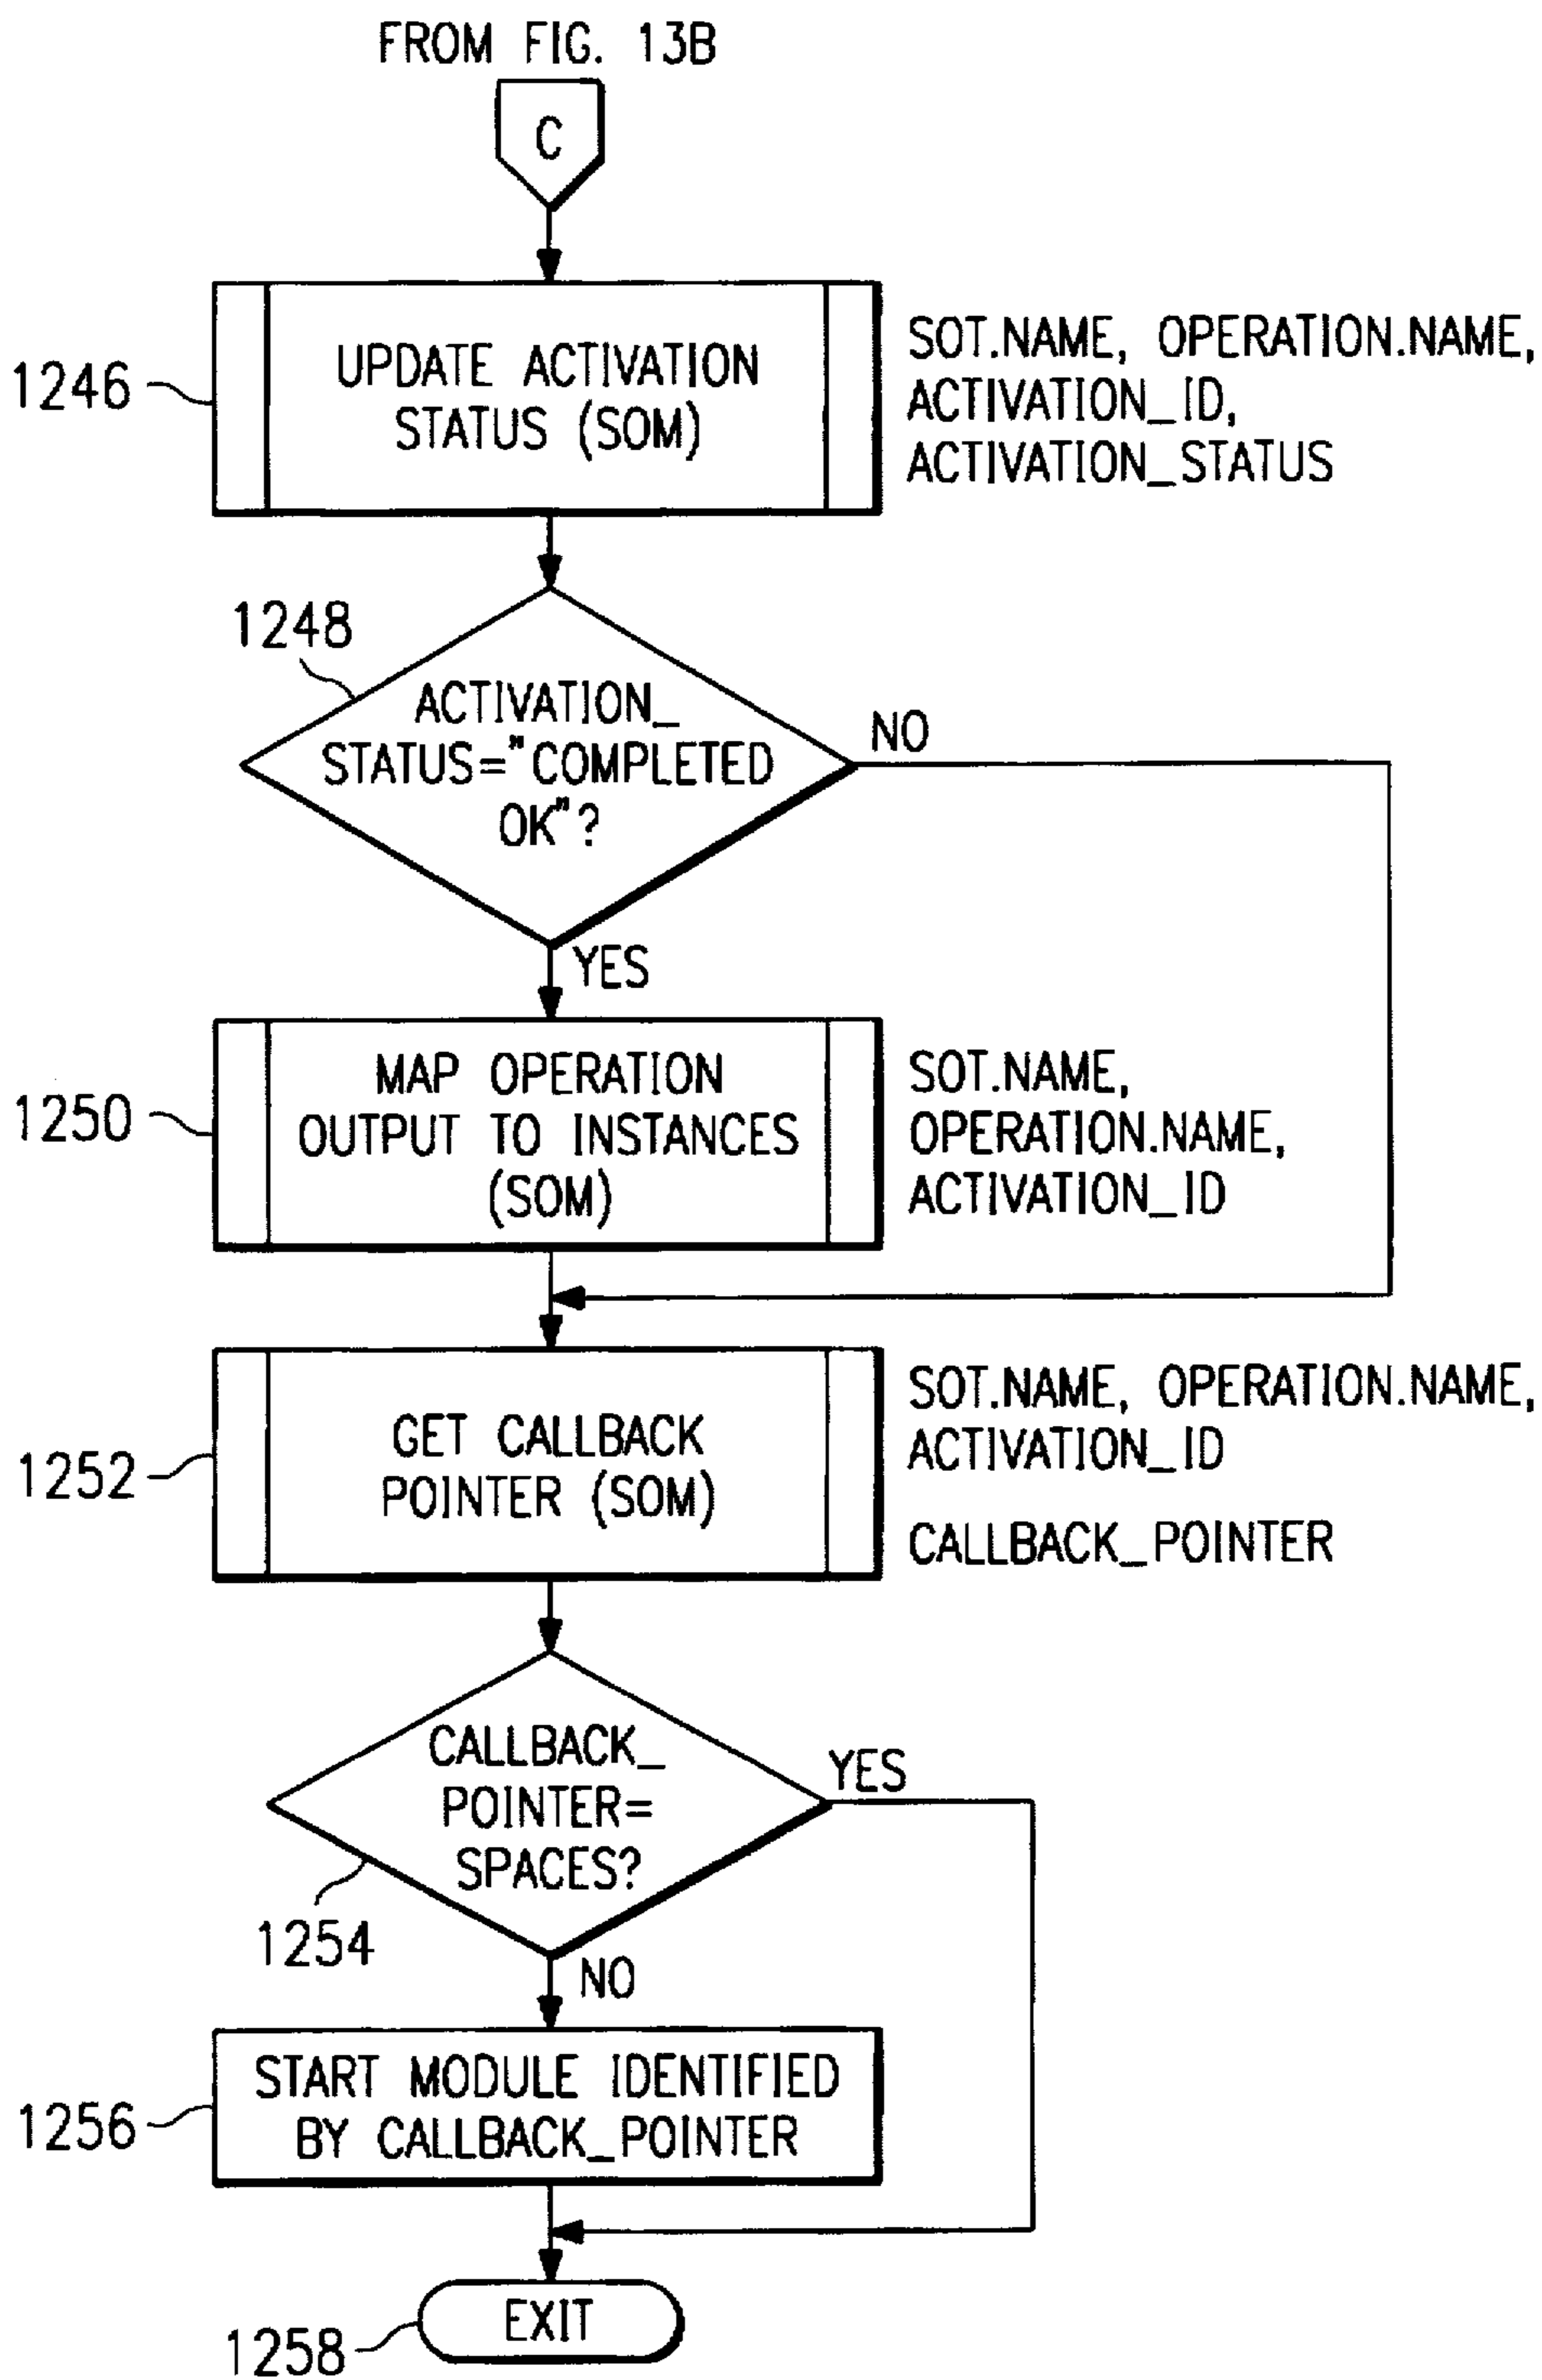 FROM FIG. 13B
C
1246
UPDATE ACTIVATION
STATUS (SOM)
SOT.NAME, OPERATION.NAME,
ACTIVATION_ID,
ACTIVATION_STATUS
1248
ACTIVATION_
STATUS="COMPLETED
OK"?
NO
YES
1250
MAP OPERATION
OUTPUT TO INSTANCES
(SOM)
SOT.NAME,
OPERATION.NAME,
ACTIVATION_ID
1252
GET CALLBACK
POINTER (SOM)
SOT.NAME, OPERATION.NAME,
ACTIVATION_ID
CALLBACK_POINTER
CALLBACK_
POINTER=
SPACES?
YES
1254
NO
1256
START MODULE IDENTIFIED
BY CALLBACK_POINTER
EXIT
1258